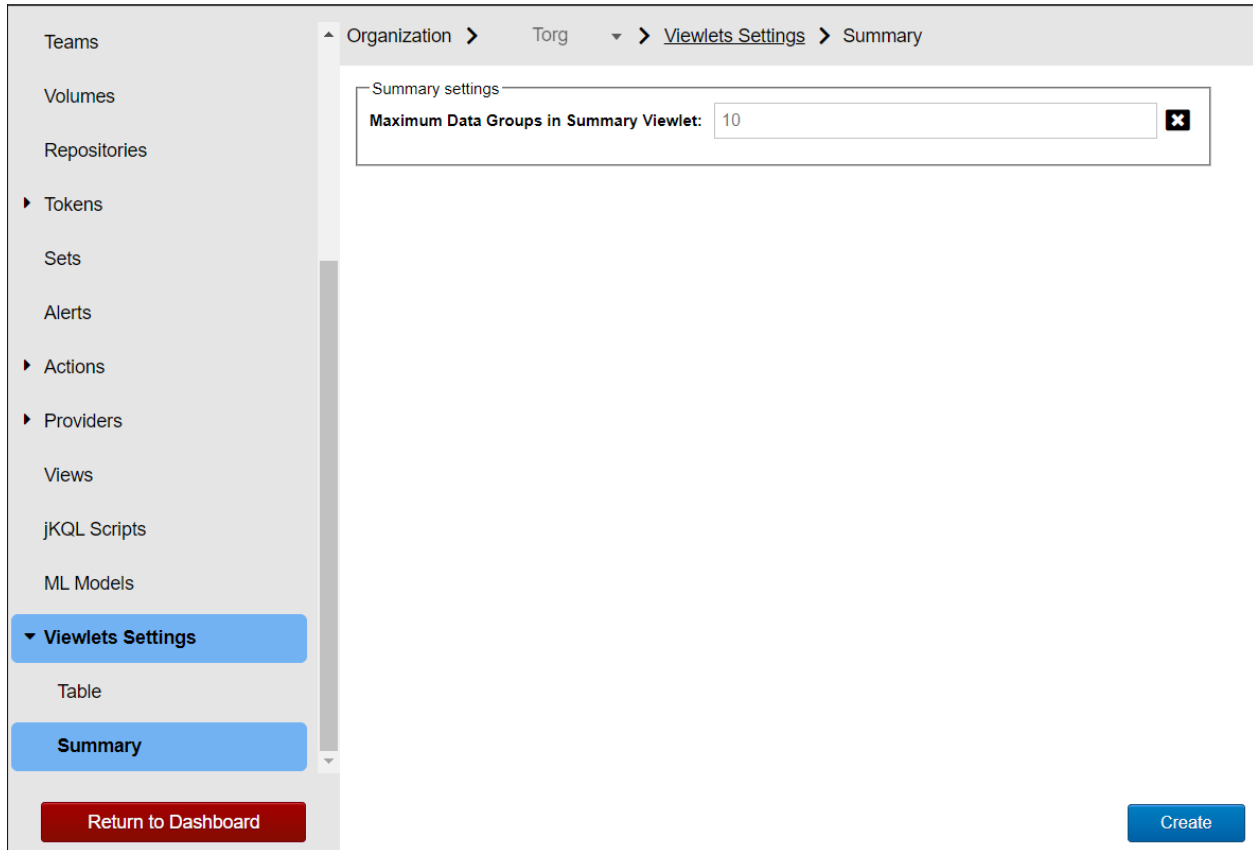 Teams
Volumes
Repositories
Tokens
Sets
Alerts
Actions
Providers
Views
jKQL Scripts
ML Models
Viewlets Settings
Table
Summary
Return to Dashboard
Organization Torg Viewlets Settings Summary
Summary settings
Maximum Data Groups in Summary Viewlet: 10
Create